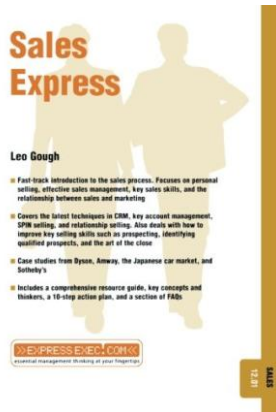 Sales
Express
Leo Gough
Fast-track introduction to the sales process. Focuses on personal
selling, effective sales management, key sales skills, and the
relationship between sales and marketing
Covers the latest techniques in CRM, key account management,
SPIN selling, and relationship selling. Also deals with how to
improve key selling skills such as prospecting, identifying
qualified prospects, and the art of the close
Case studies from Dyson, Amway, the Japanese car market, and
Sotheby's
Includes a comprehensive resource guide, key concepts and
thinkers, a 10-step action plan, and a section of FAQs
EXPRESS EXEC.COM
essential management thinking at your fingertips
SALES
12.01